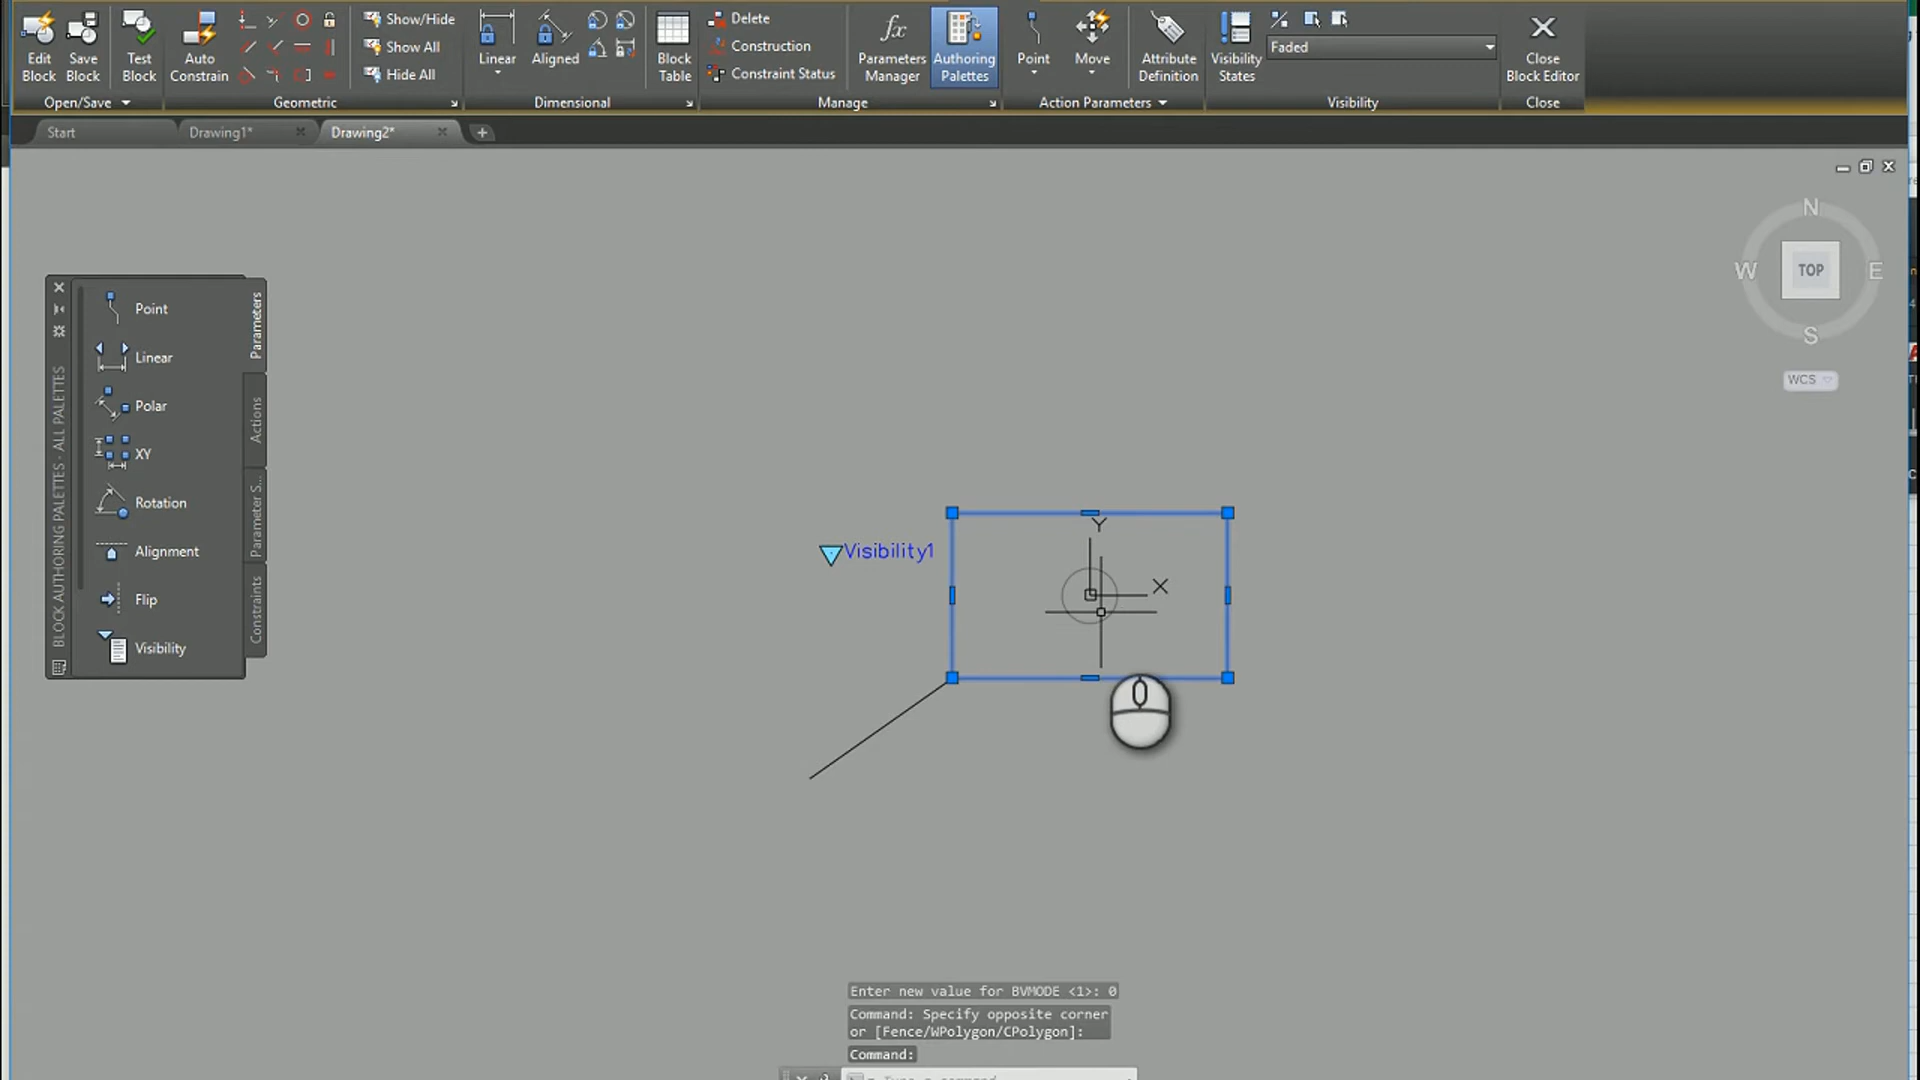 Edit Block
Save Block
Test Block
Auto Constrain
Show/Hide
Show All
Hide All
Linear
Aligned
Block Table
Delete
Construction
Constraint Status
fx
Parameters Manager
Authoring Palettes
Point
Move
Attribute Definition
Visibility States
Faded
Close Block Editor
Open/Save
Geometric
Dimensional
Manage
Action Parameters
Visibility
Close
Start
Drawing1*
Drawing2*
N
W
TOP
E
S
WCS
BLOCK AUTHORING PALETTES - ALL PALETTES
Point
Linear
Polar
XY
Rotation
Alignment
Flip
Visibility
Parameters
Actions
Parameter S...
Constraints
Visibility1
Y
X
Enter new value for BVMODE <1>: 0
Command: Specify opposite corner
or [Fence/WPolygon/CPolygon]:
Command: